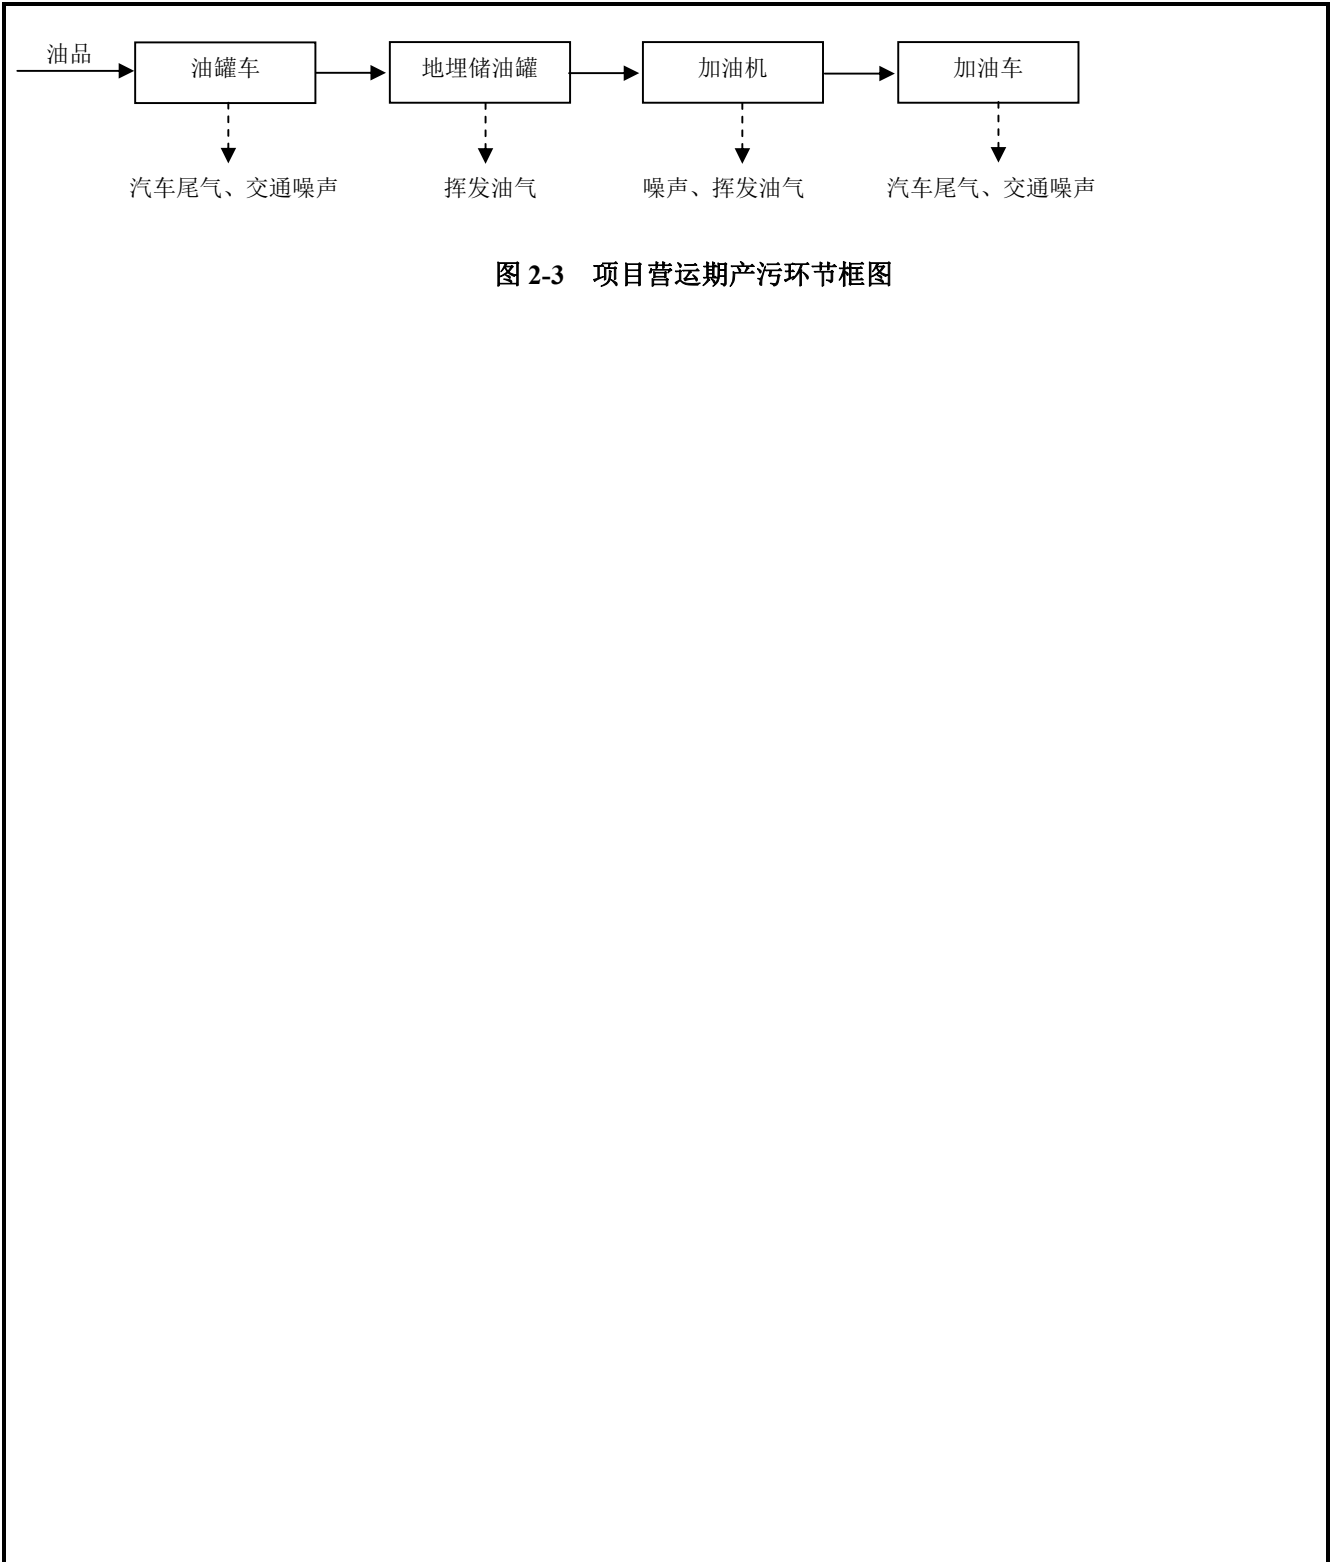 油品
油罐车 地埋储油罐 加油机 加油车
汽车尾气、交通噪声 挥发油气 噪声、挥发油气 汽车尾气、交通噪声
图 2-3 项目营运期产污环节框图